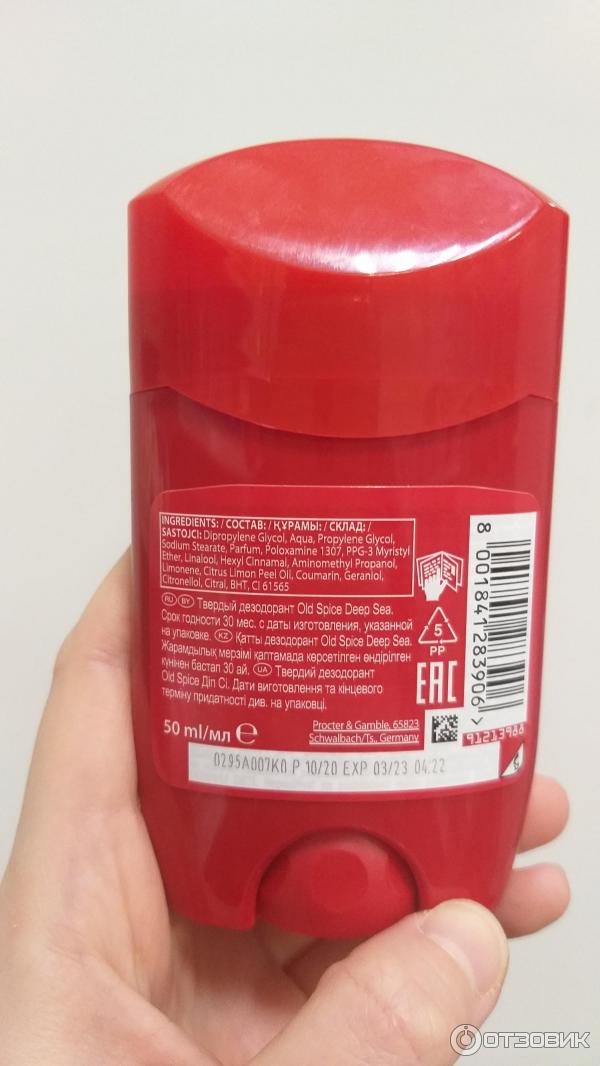 INGREDIENTS: / СОСТАВ: / ҚҰРАМЫ: / СКЛАД: /
SASTOJCI: Dipropylene Glycol, Aqua, Propylene Glycol,
Sodium Stearate, Parfum, Poloxamine 1307, PPG-3 Myristyl
Ether, Linalool, Hexyl Cinnamal, Aminomethyl Propanol,
Limonene, Citrus Limon Peel Oil, Coumarin, Geraniol,
Citronellol, Citral, BHT, CI 61565
RU BY Твердый дезодорант Old Spice Deep Sea.
Срок годности 30 мес. с даты изготовления, указанной
на упаковке. KZ Қатты дезодорант Old Spice Deep Sea.
Жарамдылық мерзімі қаптамада көрсетілген өндірілген
күнінен бастап 30 ай. UA Твердий дезодорант
Old Spice Діп Сі. Дати виготовлення та кінцевого
терміну придатності див. на упаковці.
50 ml/мл e
Procter & Gamble, 65823
Schwalbach/Ts., Germany
5
PP
EAC
8 001841 283906 >
91213988
0295A007K0 P 10/20 EXP 03/23 04:22
ОТЗОВИК